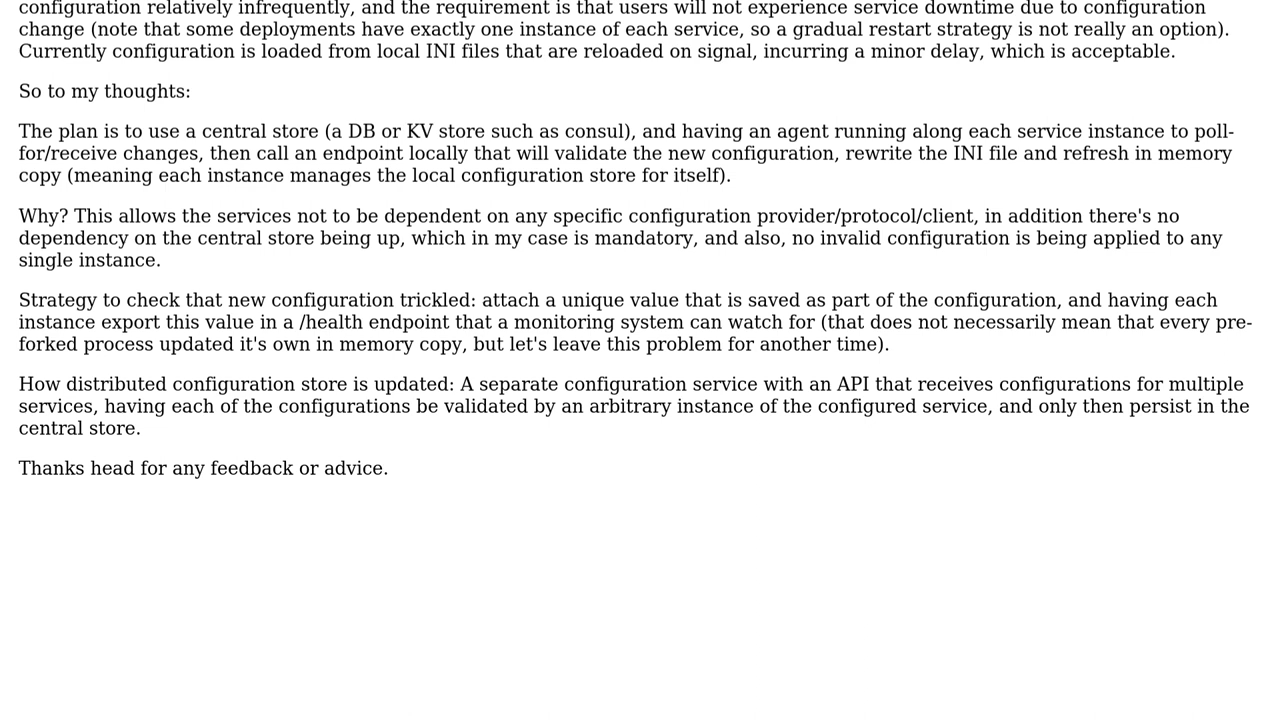 configuration relatively infrequently, and the requirement is that users will not experience service downtime due to configuration
change (note that some deployments have exactly one instance of each service, so a gradual restart strategy is not really an option).
Currently configuration is loaded from local INI files that are reloaded on signal, incurring a minor delay, which is acceptable.
So to my thoughts:
The plan is to use a central store (a DB or KV store such as consul), and having an agent running along each service instance to poll-
for/receive changes, then call an endpoint locally that will validate the new configuration, rewrite the INI file and refresh in memory
copy (meaning each instance manages the local configuration store for itself).
Why? This allows the services not to be dependent on any specific configuration provider/protocol/client, in addition there's no
dependency on the central store being up, which in my case is mandatory, and also, no invalid configuration is being applied to any
single instance.
Strategy to check that new configuration trickled: attach a unique value that is saved as part of the configuration, and having each
instance export this value in a /health endpoint that a monitoring system can watch for (that does not necessarily mean that every pre-
forked process updated it's own in memory copy, but let's leave this problem for another time).
How distributed configuration store is updated: A separate configuration service with an API that receives configurations for multiple
services, having each of the configurations be validated by an arbitrary instance of the configured service, and only then persist in the
central store.
Thanks head for any feedback or advice.